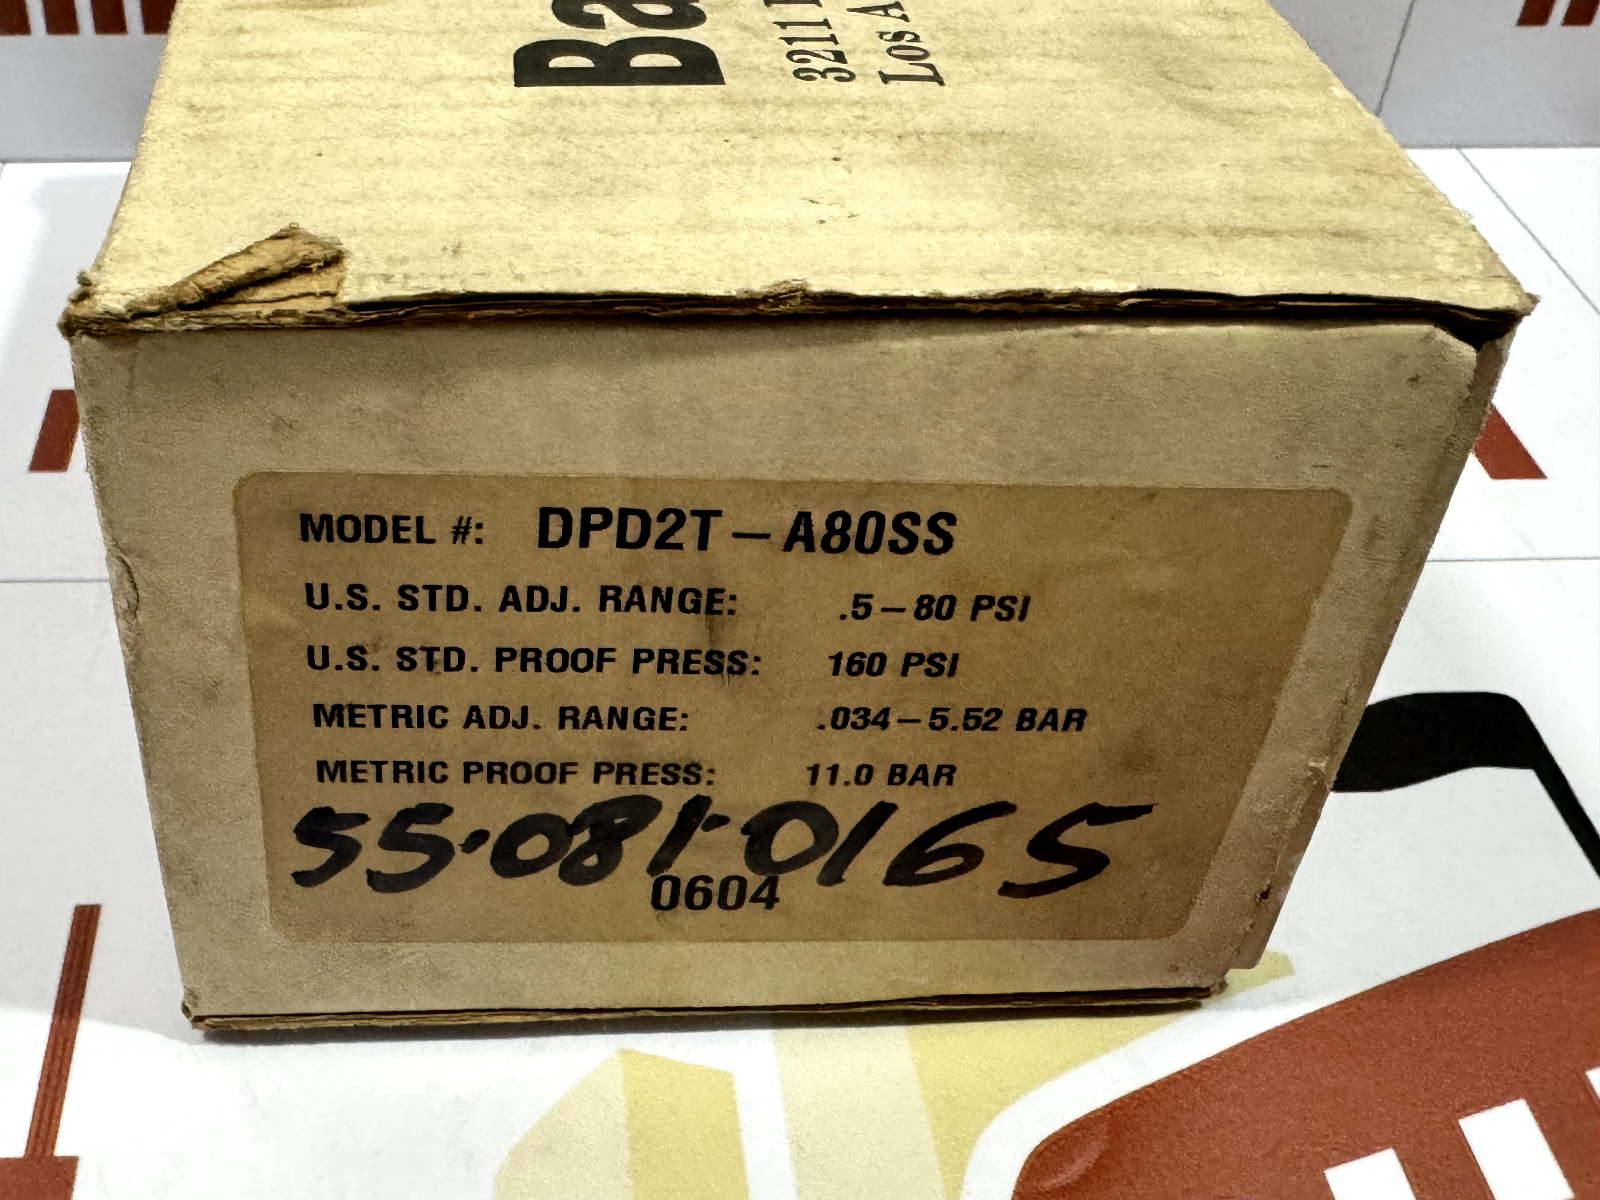 Ba
3211
Los A
MODEL #: DPD2T-A80SS
U.S. STD. ADJ. RANGE: .5-80 PSI
U.S. STD. PROOF PRESS: 160 PSI
METRIC ADJ. RANGE: .034-5.52 BAR
METRIC PROOF PRESS: 11.0 BAR
55-081-0165
0604